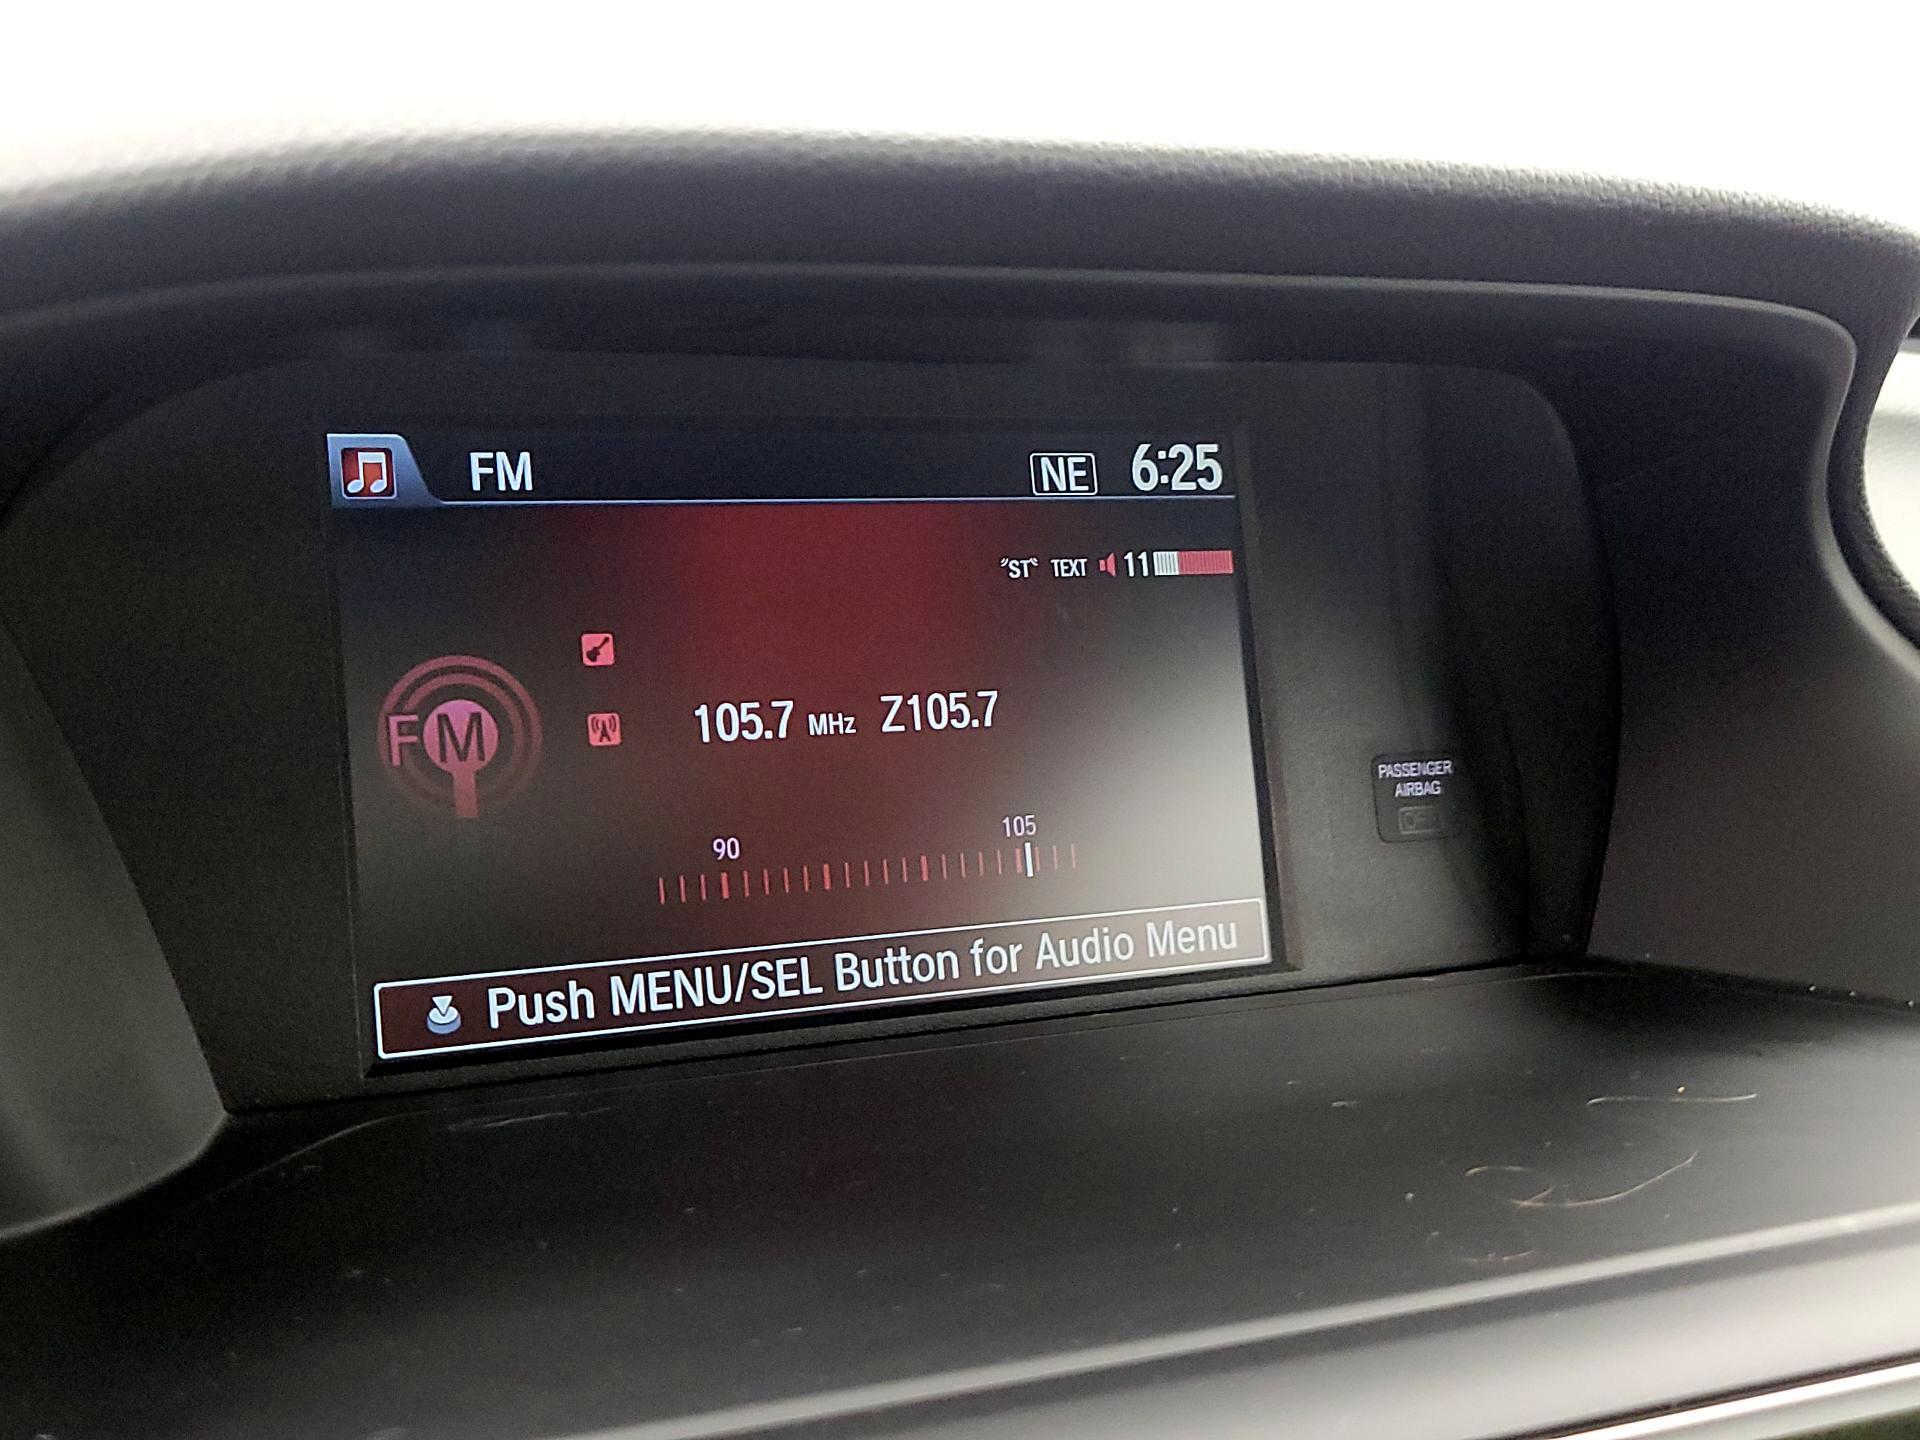 FM NE 6:25
"ST" TEXT 11
FM
105.7 MHz Z105.7
90 105
Push MENU/SEL Button for Audio Menu
PASSENGER
AIRBAG
OFF